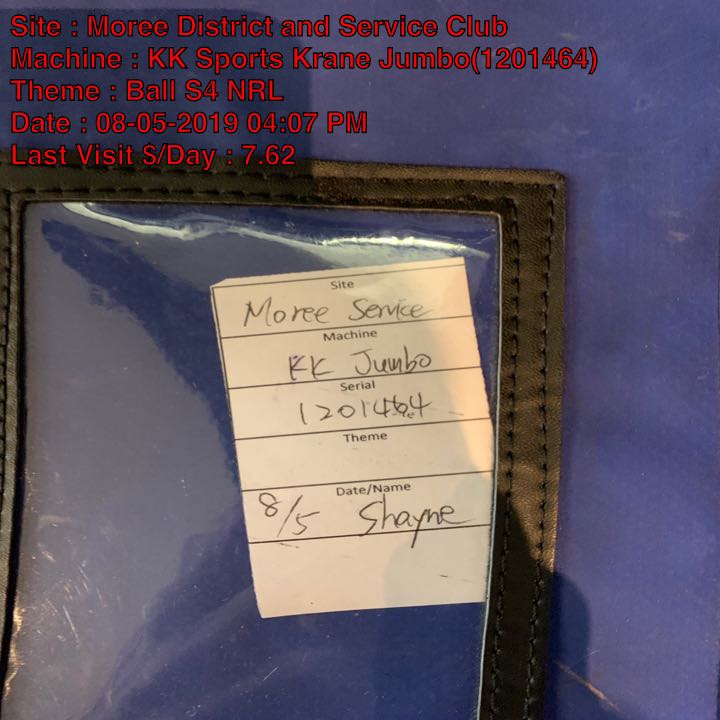 Site : Moree District and Service Club
Machine : KK Sports Krane Jumbo(1201464)
Theme : Ball S4 NRL
Date : 08-05-2019 04:07 PM
Last Visit $/Day : 7.62
Site
Moree Service
Machine
KK Jumbo
Serial
1201464
Theme
Date/Name
8/5 Shayne